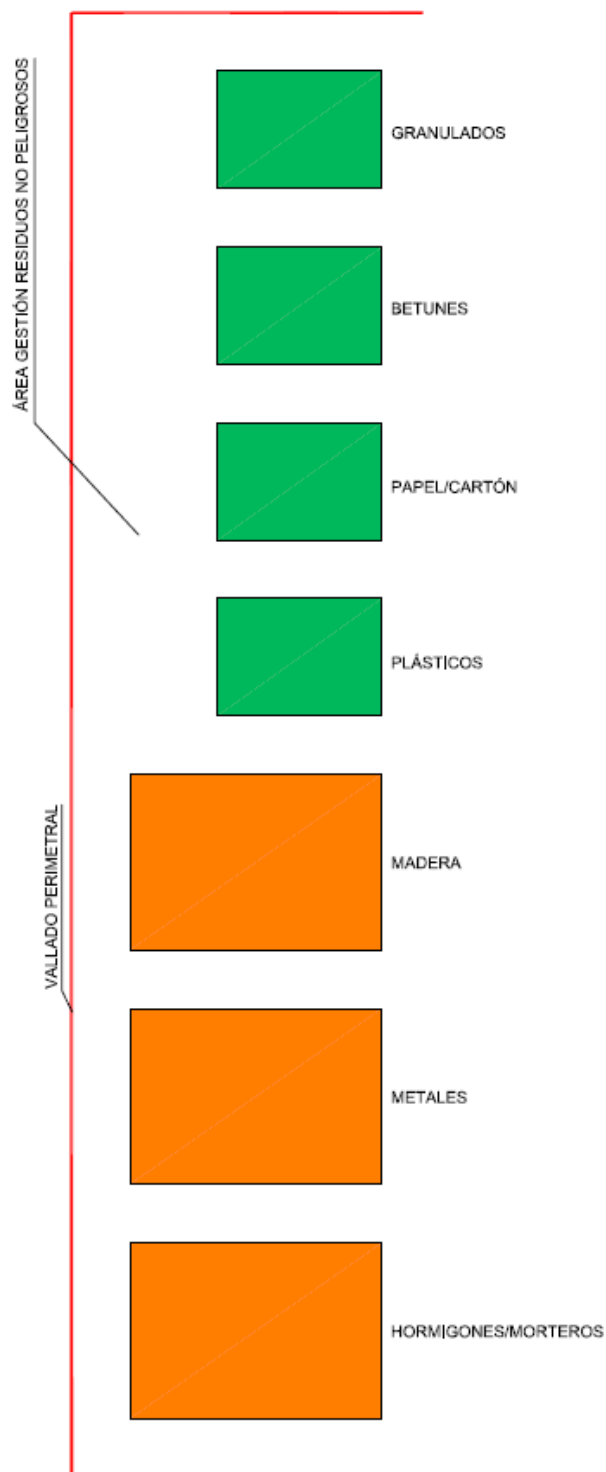 ÁREA GESTIÓN RESIDUOS NO PELIGROSOS
GRANULADOS
BETUNES
PAPEL/CARTÓN
PLÁSTICOS
VALLADO PERIMETRAL
MADERA
METALES
HORMIGONES/MORTEROS